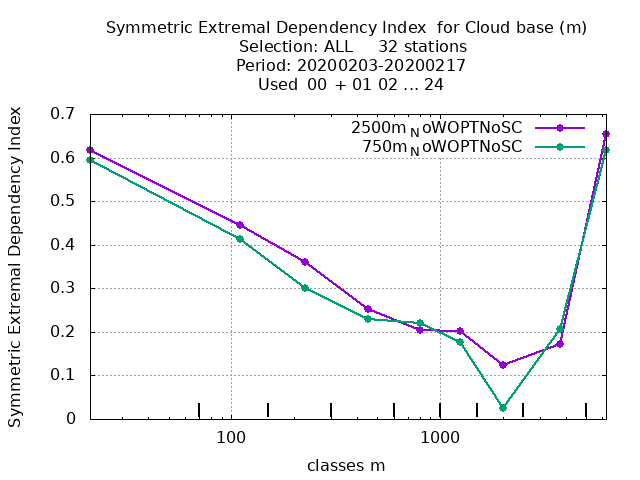 Symmetric Extremal Dependency Index  for Cloud base (m)
Selection: ALL     32 stations
Period: 20200203-20200217
Used  00  + 01 02 ... 24
2500m_NoWOPTNoSC
750m_NoWOPTNoSC
Symmetric Extremal Dependency Index
0.7
0.6
0.5
0.4
0.3
0.2
0.1
0
100 1000
classes m